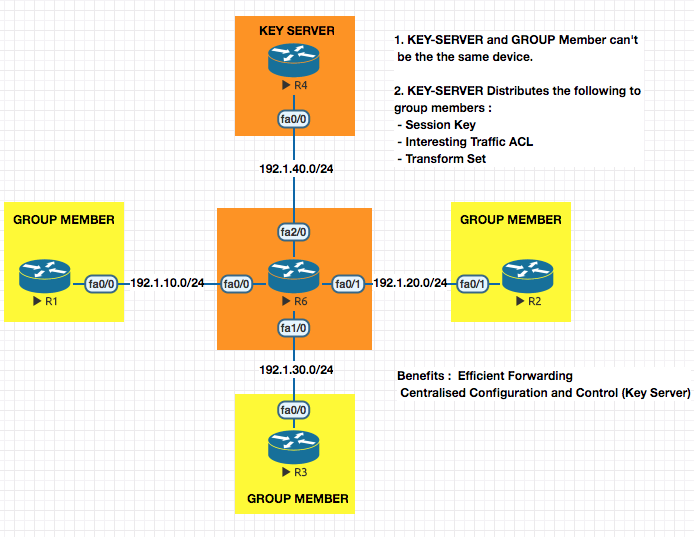 KEY SERVER
R4
fa0/0
1. KEY-SERVER and GROUP Member can't
be the the same device.
2. KEY-SERVER Distributes the following to
group members :
- Session Key
- Interesting Traffic ACL
- Transform Set
192.1.40.0/24
GROUP MEMBER
R1
fa0/0
192.1.10.0/24
fa2/0
fa0/0
R6
fa0/1
fa1/0
192.1.20.0/24
GROUP MEMBER
fa0/1
R2
192.1.30.0/24
fa0/0
R3
GROUP MEMBER
Benefits : Efficient Forwarding
Centralised Configuration and Control (Key Server)